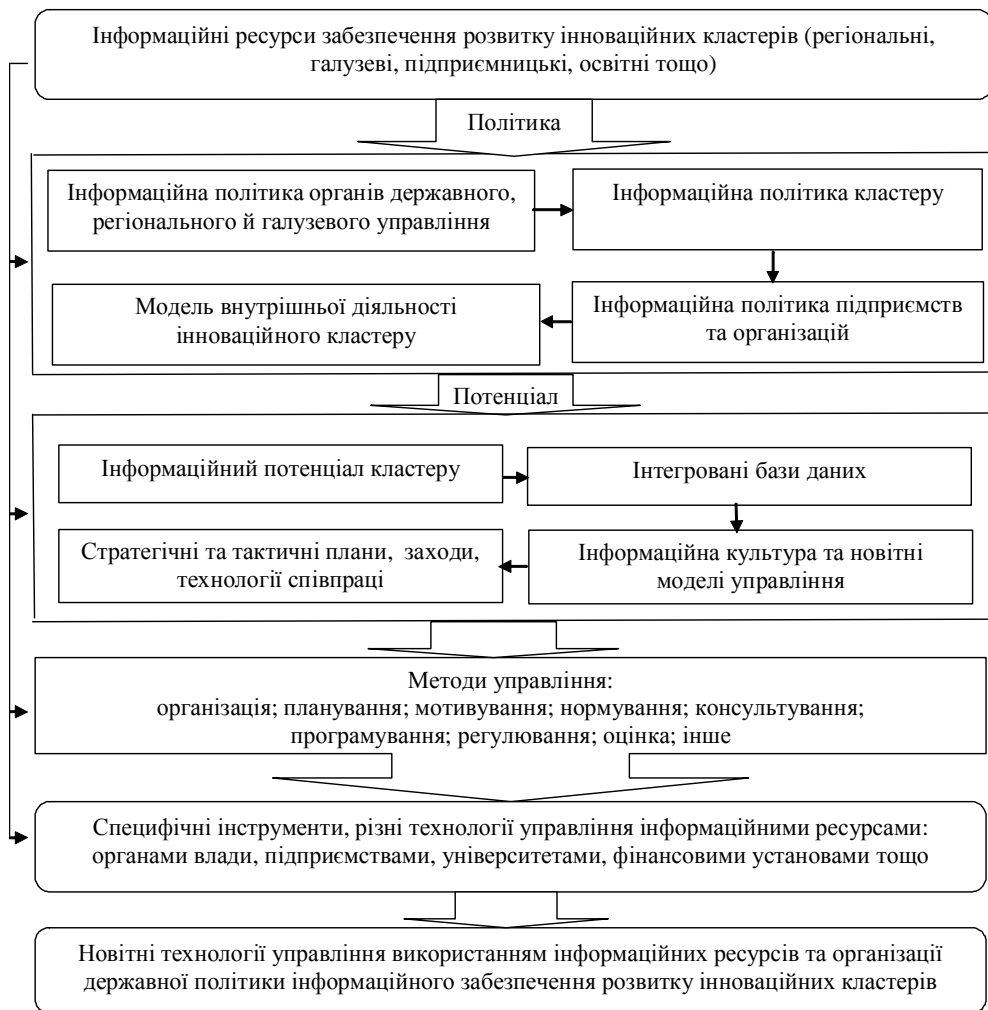 Інформаційні ресурси забезпечення розвитку інноваційних кластерів (регіональні,
галузеві, підприємницькі, освітні тощо)
Політика
Інформаційна політика органів державного,
регіонального й галузевого управління
Інформаційна політика кластеру
Модель внутрішньої діяльності
інноваційного кластеру
Інформаційна політика підприємств
та організацій
Потенціал
Інформаційний потенціал кластеру
Інтегровані бази даних
Стратегічні та тактичні плани, заходи,
технології співпраці
Інформаційна культура та новітні
моделі управління
Методи управління:
організація; планування; мотивування; нормування; консультування;
програмування; регулювання; оцінка; інше
Специфічні інструменти, різні технології управління інформаційними ресурсами:
органами влади, підприємствами, університетами, фінансовими установами тощо
Новітні технології управління використанням інформаційних ресурсів та організації
державної політики інформаційного забезпечення розвитку інноваційних кластерів